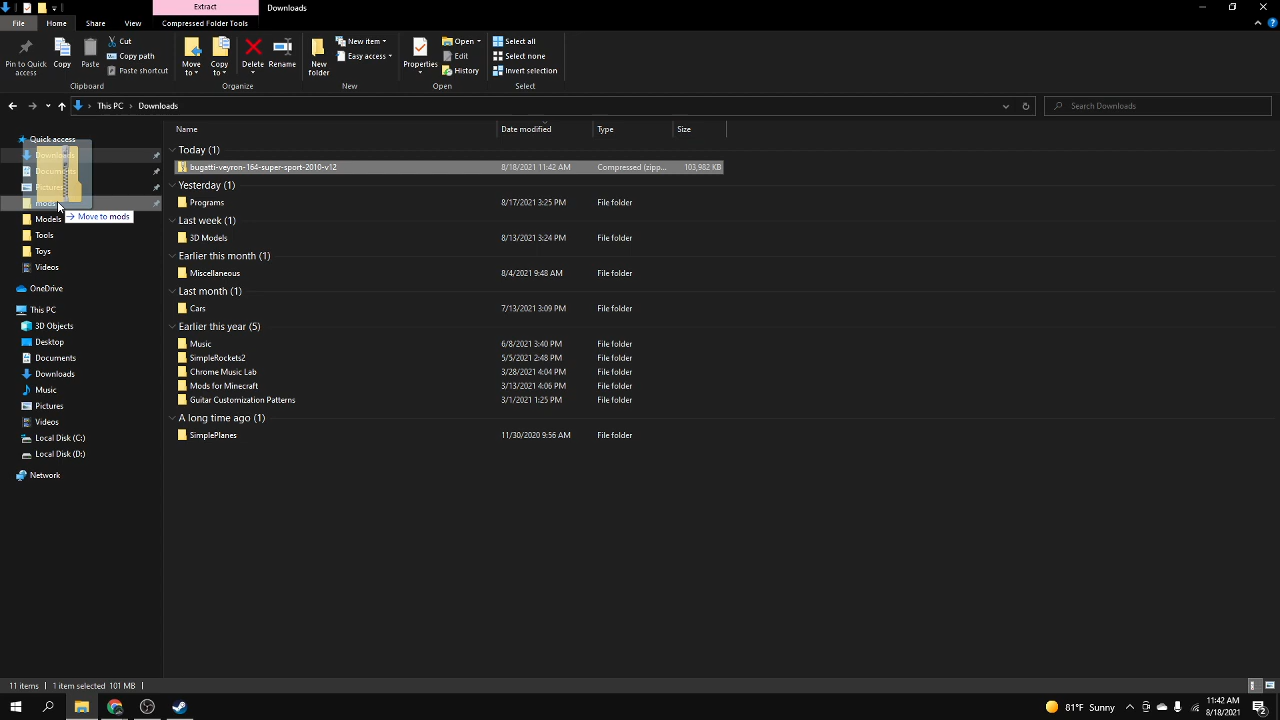 Extract
Downloads
File
Home
Share
View
Compressed Folder Tools
Pin to Quick access
Copy
Paste
Cut
Copy path
Paste shortcut
Move to
Copy to
Delete
Rename
New folder
New item
Easy access
Properties
Open
Edit
History
Select all
Select none
Invert selection
Clipboard
Organize
New
Open
Select
This PC
Downloads
Search Downloads
Name
Date modified
Type
Size
Quick access
Downloads
Documents
Pictures
mods
Move to mods
Models
Tools
Toys
Videos
OneDrive
This PC
3D Objects
Desktop
Documents
Downloads
Music
Pictures
Videos
Local Disk (C:)
Local Disk (D:)
Network
Today (1)
bugatti-veyron-164-super-sport-2010-v12 8/18/2021 11:42 AM Compressed (zipp... 103,982 KB
Yesterday (1)
Programs 8/17/2021 3:25 PM File folder
Last week (1)
3D Models 8/13/2021 3:24 PM File folder
Earlier this month (1)
Miscellaneous 8/4/2021 9:48 AM File folder
Last month (1)
Cars 7/13/2021 3:09 PM File folder
Earlier this year (5)
Music 6/8/2021 3:40 PM File folder
SimpleRockets2 5/5/2021 2:48 PM File folder
Chrome Music Lab 3/28/2021 4:04 PM File folder
Mods for Minecraft 3/13/2021 4:06 PM File folder
Guitar Customization Patterns 3/1/2021 1:25 PM File folder
A long time ago (1)
SimplePlanes 11/30/2020 9:56 AM File folder
11 items 1 item selected 101 MB
81°F Sunny
11:42 AM
8/18/2021
2